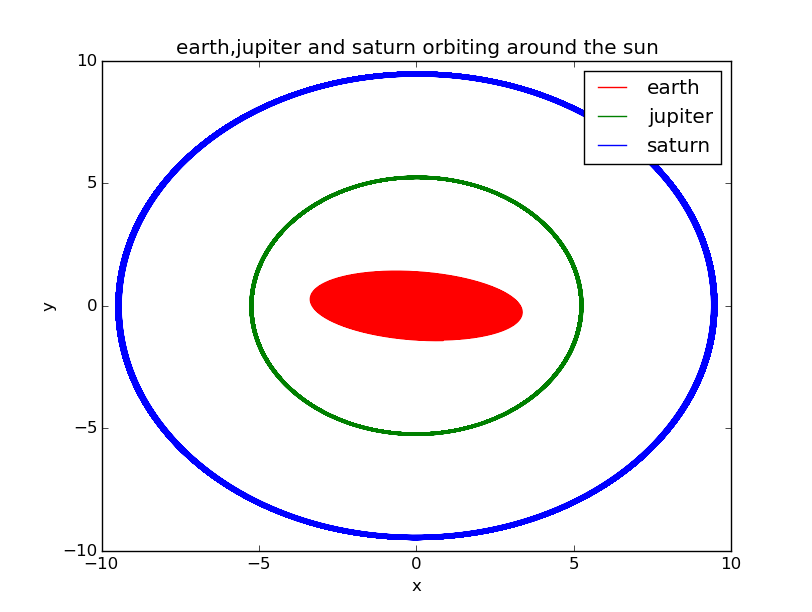 earth,jupiter and saturn orbiting around the sun
earth
jupiter
saturn
10
5
0
−5
−10
y
−10 −5 0 5 10
x